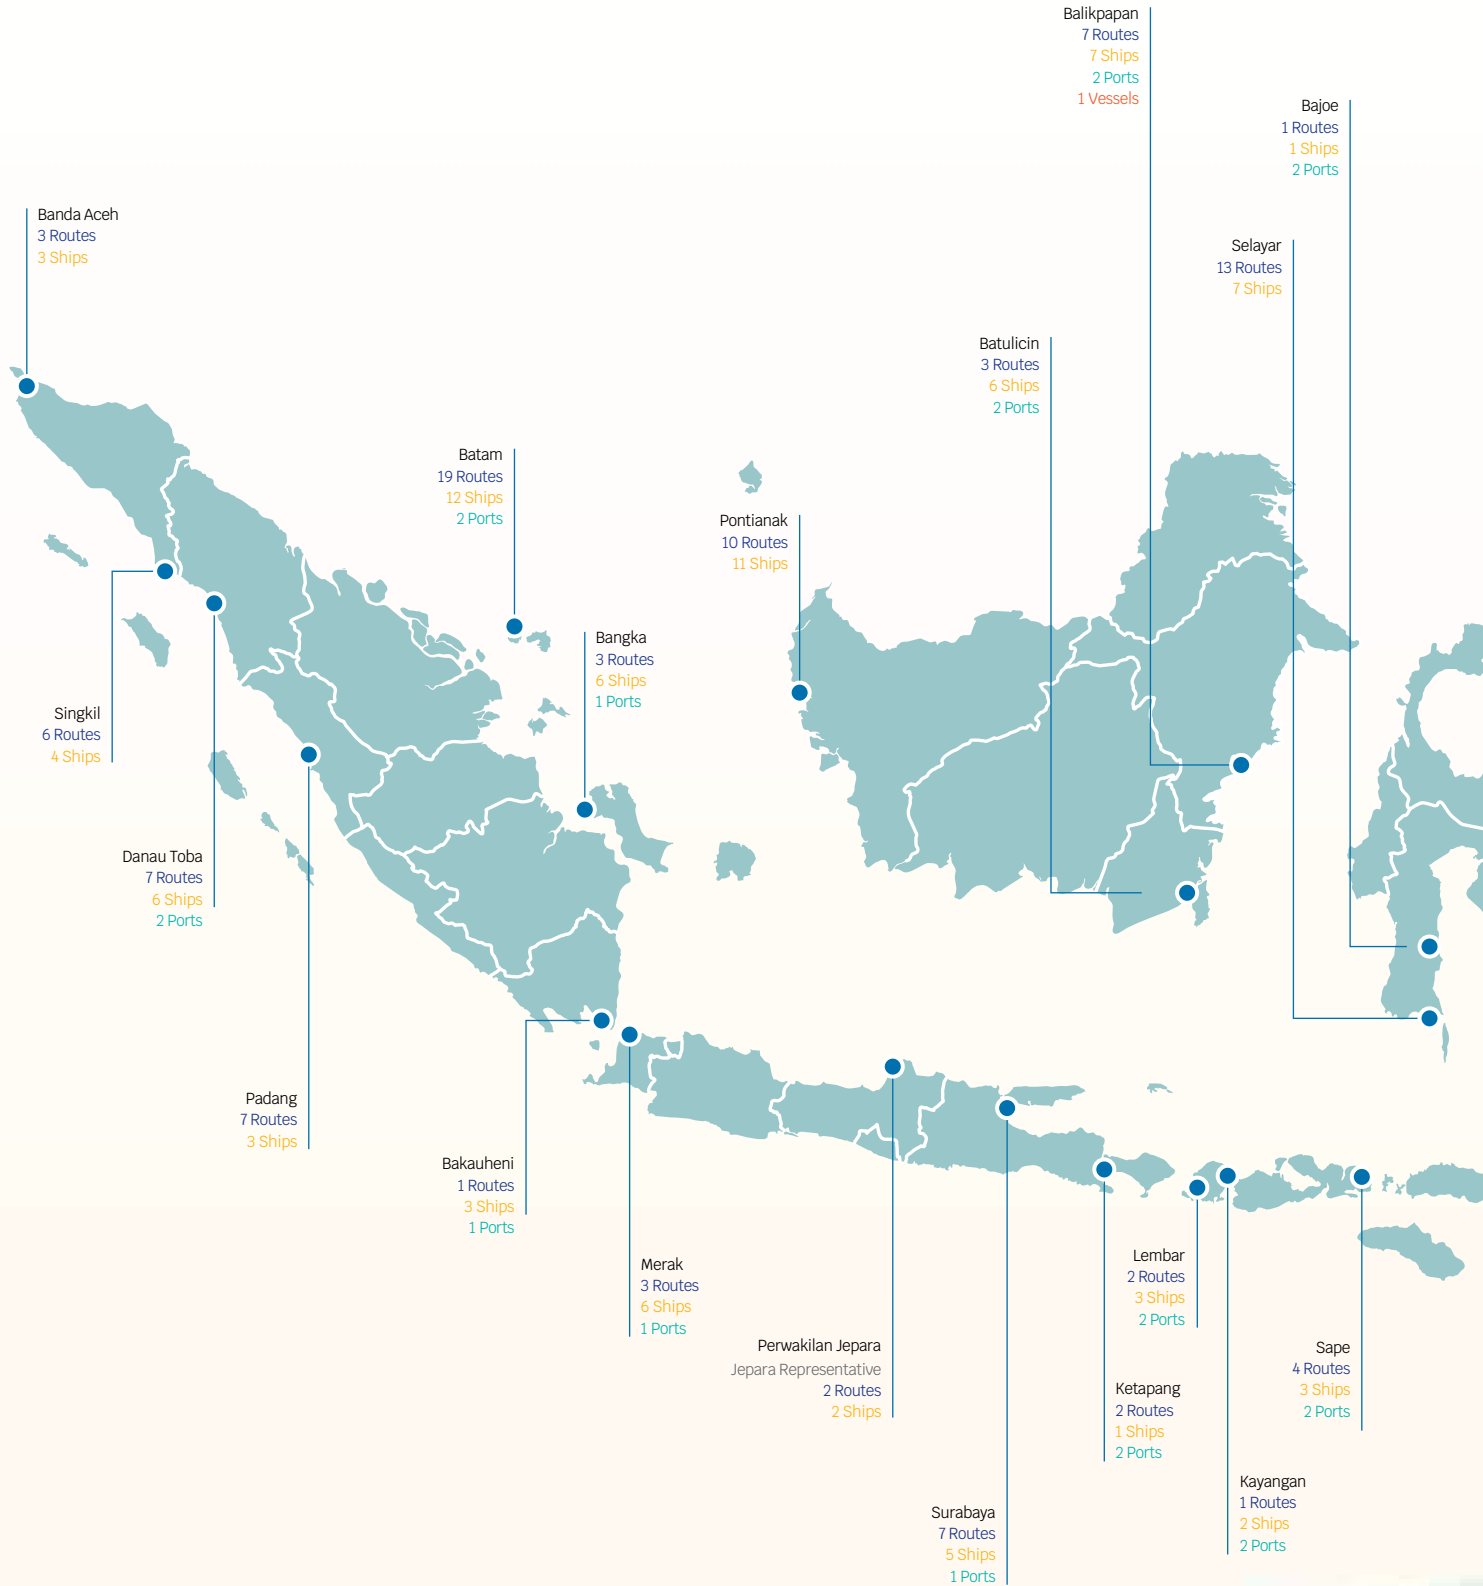 Balikpapan
7 Routes
7 Ships
2 Ports
1 Vessels
Bajoe
1 Routes
1 Ships
2 Ports
Banda Aceh
3 Routes
3 Ships
Selayar
13 Routes
7 Ships
Batulicin
3 Routes
6 Ships
2 Ports
Batam
19 Routes
12 Ships
2 Ports
Pontianak
10 Routes
11 Ships
Bangka
3 Routes
6 Ships
1 Ports
Singkil
6 Routes
4 Ships
Danau Toba
7 Routes
6 Ships
2 Ports
Padang
7 Routes
3 Ships
Bakauheni
1 Routes
3 Ships
1 Ports
Merak
3 Routes
6 Ships
1 Ports
Perwakilan Jepara
Jepara Representative
2 Routes
2 Ships
Lembar
2 Routes
3 Ships
2 Ports
Sape
4 Routes
3 Ships
2 Ports
Ketapang
2 Routes
1 Ships
2 Ports
Kayangan
1 Routes
2 Ships
2 Ports
Surabaya
7 Routes
5 Ships
1 Ports